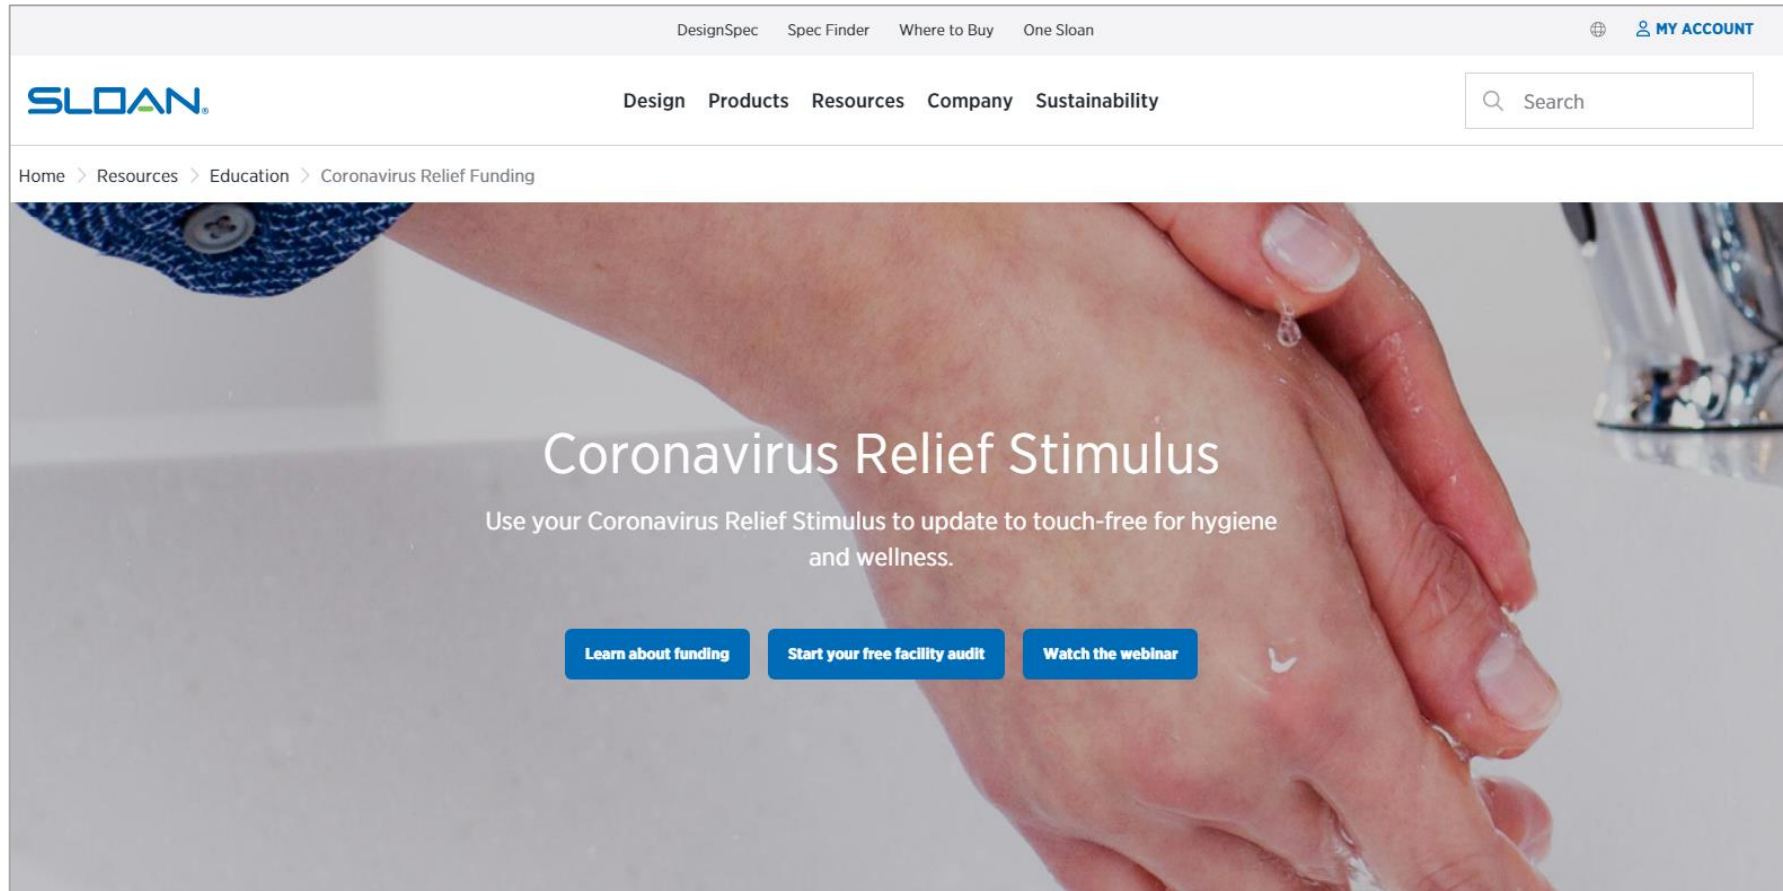 DesignSpec Spec Finder Where to Buy One Sloan MY ACCOUNT
SLOAN® Design Products Resources Company Sustainability Search
Home > Resources > Education > Coronavirus Relief Funding
Coronavirus Relief Stimulus
Use your Coronavirus Relief Stimulus to update to touch-free for hygiene
and wellness.
Learn about funding Start your free facility audit Watch the webinar